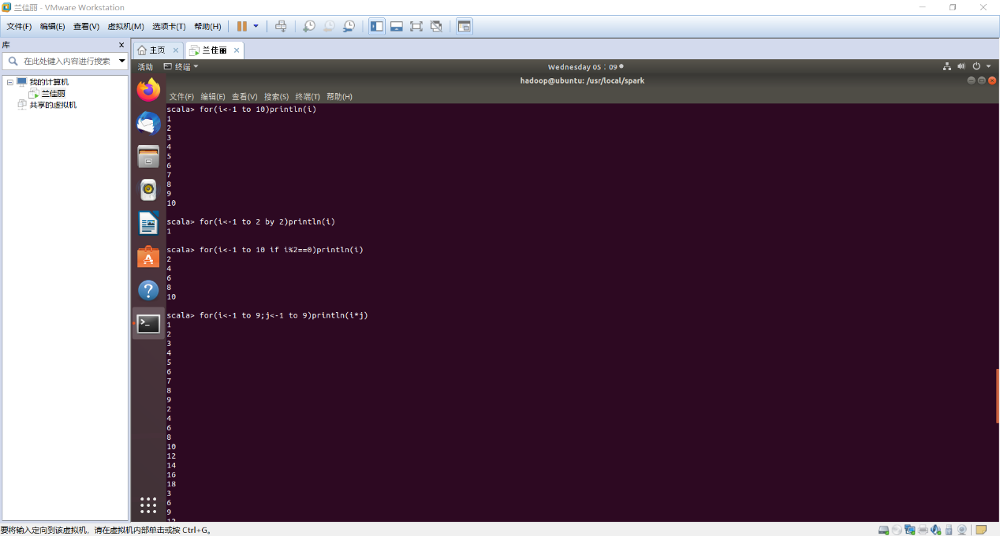 兰佳丽 - VMware Workstation
文件(F) 编辑(E) 查看(V) 虚拟机(M) 选项卡(T) 帮助(H)
库
在此处键入内容进行搜索
我的计算机
兰佳丽
共享的虚拟机
主页 兰佳丽
活动 终端 Wednesday 05：09
hadoop@ubuntu: /usr/local/spark
文件(F) 编辑(E) 查看(V) 搜索(S) 终端(T) 帮助(H)
scala> for(i<-1 to 10)println(i)
1
2
3
4
5
6
7
8
9
10
scala> for(i<-1 to 2 by 2)println(i)
1
scala> for(i<-1 to 10 if i%2==0)println(i)
2
4
6
8
10
scala> for(i<-1 to 9;j<-1 to 9)println(i*j)
1
2
3
4
5
6
7
8
9
2
4
6
8
10
12
14
16
18
3
6
9
12
要将输入定向到该虚拟机，请在虚拟机内部单击或按 Ctrl+G。